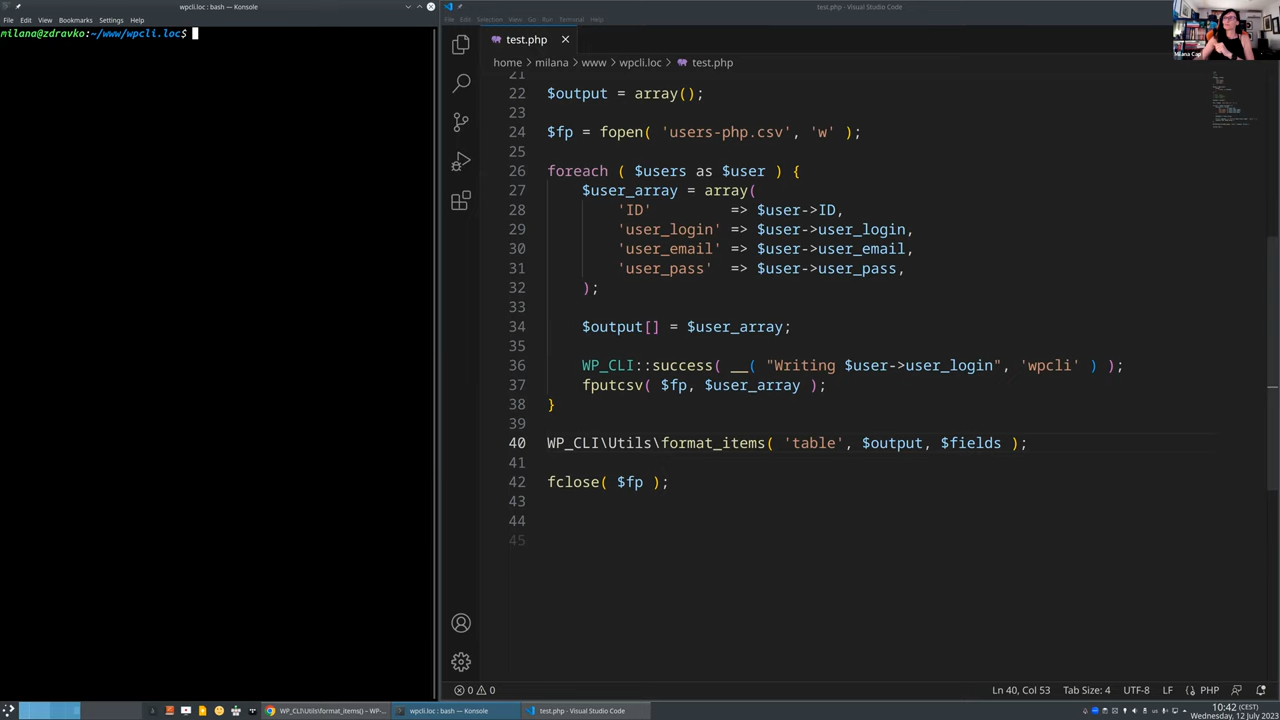 wpcli.loc : bash — Konsole
File Edit View Bookmarks Settings Help
milana@zdravko:~/www/wpcli.loc$
test.php - Visual Studio Code
File Edit Selection View Go Run Terminal Help
test.php
home > milana > www > wpcli.loc > test.php
21
22 $output = array();
23
24 $fp = fopen( 'users-php.csv', 'w' );
25
26 foreach ( $users as $user ) {
27 $user_array = array(
28 'ID' => $user->ID,
29 'user_login' => $user->user_login,
30 'user_email' => $user->user_email,
31 'user_pass' => $user->user_pass,
32 );
33
34 $output[] = $user_array;
35
36 WP_CLI::success( __( "Writing $user->user_login", 'wpcli' ) );
37 fputcsv( $fp, $user_array );
38 }
39
40 WP_CLI\Utils\format_items( 'table', $output, $fields );
41
42 fclose( $fp );
43
44
45
Milana Cap
0 0
Ln 40, Col 53 Tab Size: 4 UTF-8 LF PHP
WP_CLI\Utils\format_items() – WP-...
wpcli.loc : bash — Konsole
test.php - Visual Studio Code
us
10:42 (CEST)
Wednesday, 12 July 2023